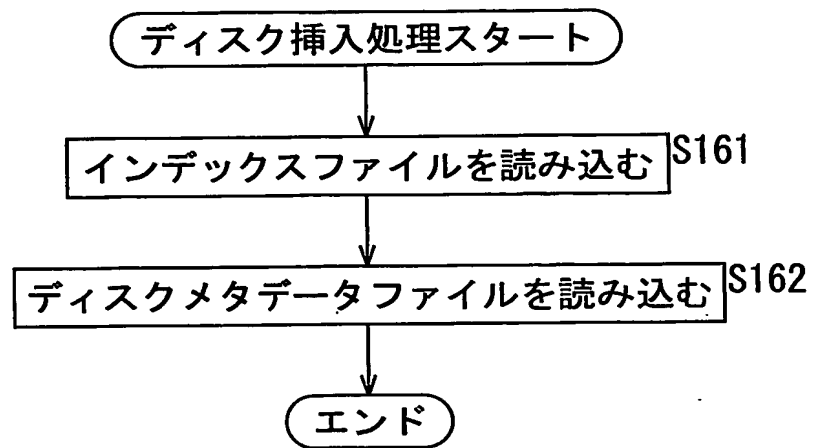 ディスク挿入処理スタート
インデックスファイルを読み込む S161
ディスクメタデータファイルを読み込む S162
エンド